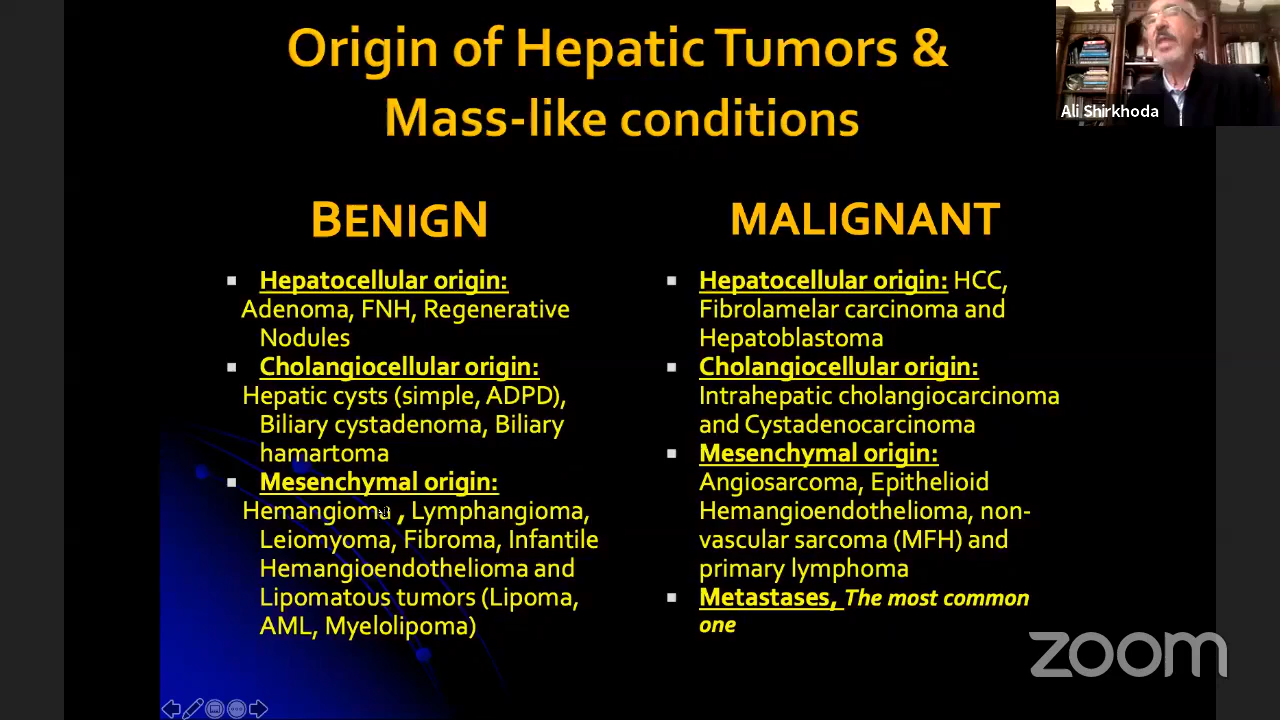 Origin of Hepatic Tumors &
Mass-like conditions
Ali Shirkhoda
BENIGN
Hepatocellular origin:
Adenoma, FNH, Regenerative
Nodules
Cholangiocellular origin:
Hepatic cysts (simple, ADPD),
Biliary cystadenoma, Biliary
hamartoma
Mesenchymal origin:
Hemangioma , Lymphangioma,
Leiomyoma, Fibroma, Infantile
Hemangioendothelioma and
Lipomatous tumors (Lipoma,
AML, Myelolipoma)
MALIGNANT
Hepatocellular origin: HCC,
Fibrolamelar carcinoma and
Hepatoblastoma
Cholangiocellular origin:
Intrahepatic cholangiocarcinoma
and Cystadenocarcinoma
Mesenchymal origin:
Angiosarcoma, Epithelioid
Hemangioendothelioma, non-
vascular sarcoma (MFH) and
primary lymphoma
Metastases, The most common
one
zoom